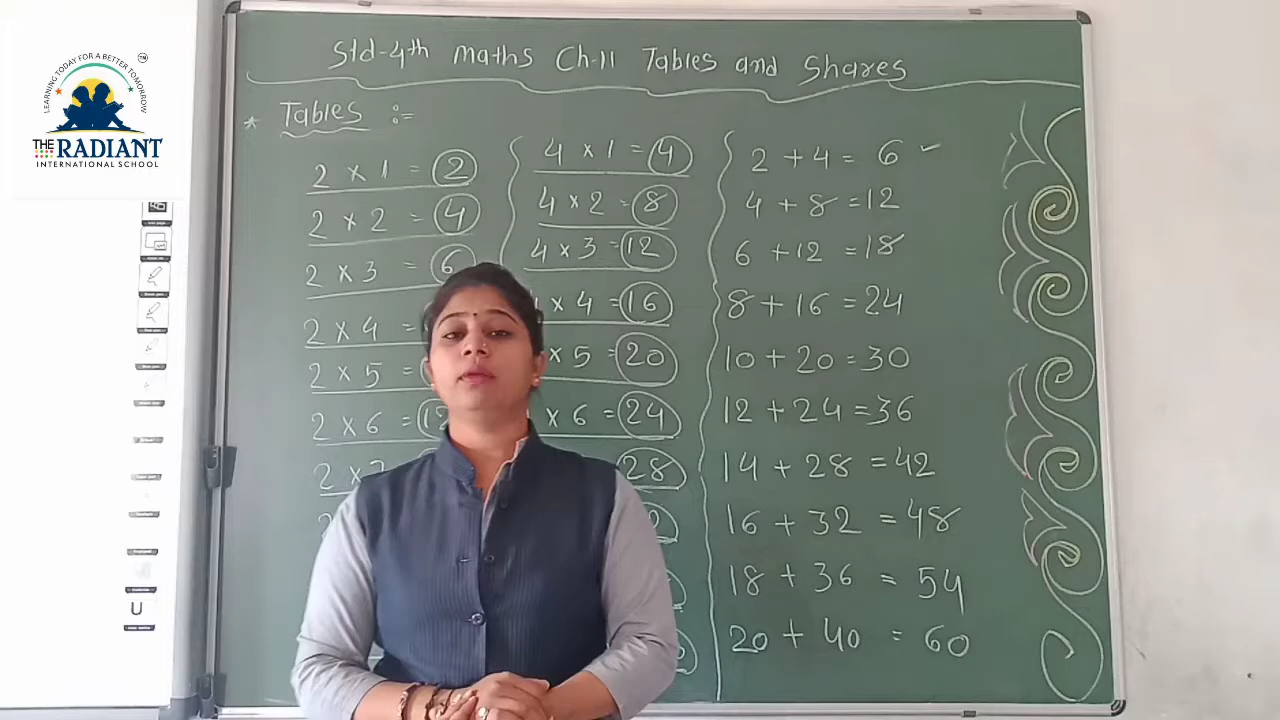 LEARNING TODAY FOR A BETTER TOMORROW
TM
THE RADIANT
INTERNATIONAL SCHOOL
Std-4th Maths Ch-11 Tables and Shares
* Tables :=
2 × 1 = 2
2 × 2 = 4
2 × 3 = 6
2 × 4 =
2 × 5 =
2 × 6 = 12
2 × 7
4 × 1 = 4
4 × 2 = 8
4 × 3 = 12
× 4 = 16
× 5 = 20
× 6 = 24
28
2 + 4 = 6 ✓
4 + 8 = 12
6 + 12 = 18
8 + 16 = 24
10 + 20 = 30
12 + 24 = 36
14 + 28 = 42
16 + 32 = 48
18 + 36 = 54
20 + 40 = 60
U